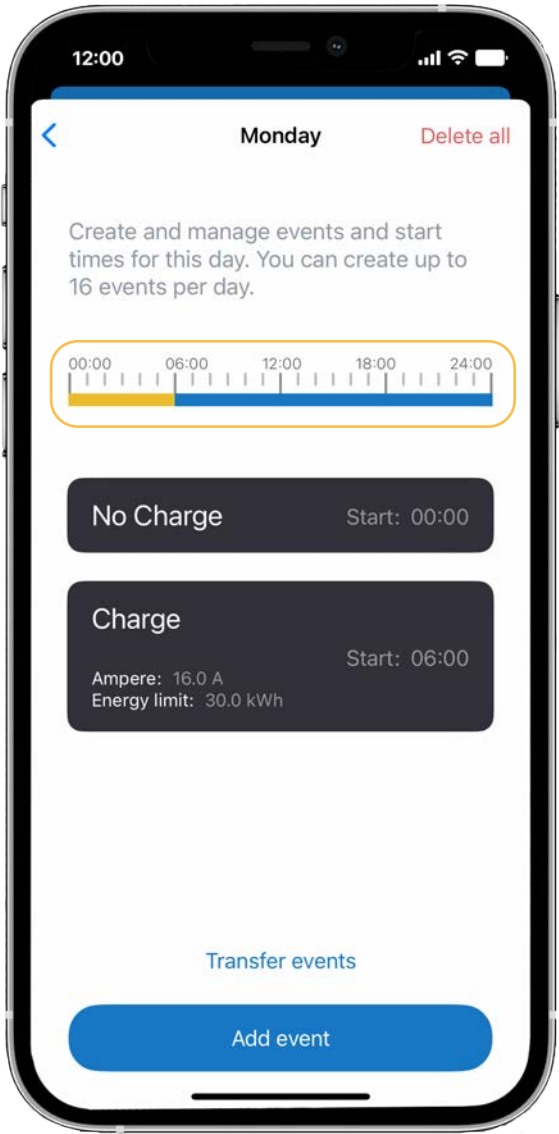 12:00
Monday
Delete all
Create and manage events and start
times for this day. You can create up to
16 events per day.
00:00 06:00 12:00 18:00 24:00
No Charge
Start: 00:00
Charge
Start: 06:00
Ampere: 16.0 A
Energy limit: 30.0 kWh
Transfer events
Add event